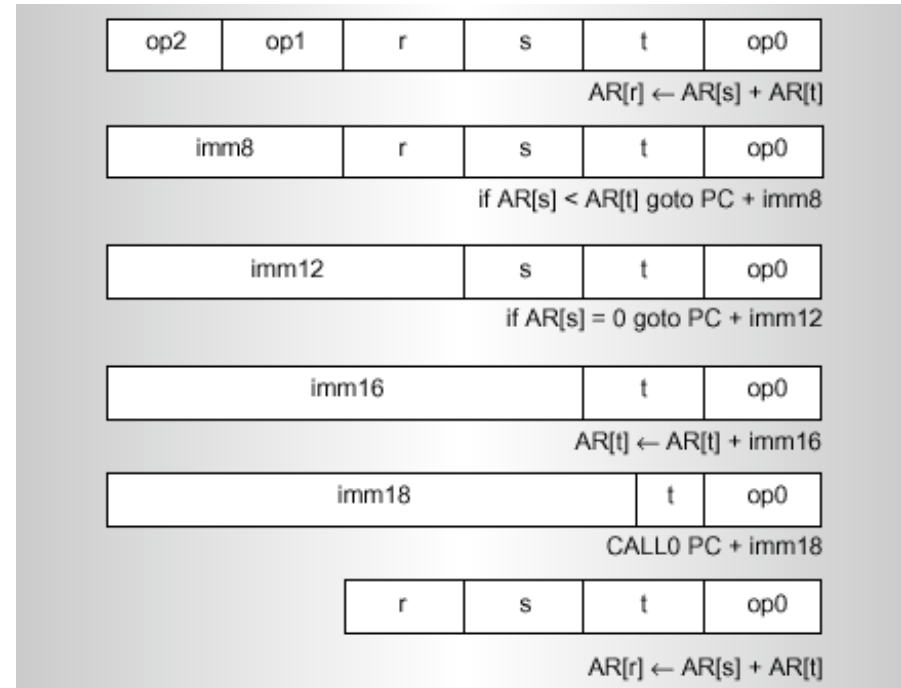 op2 op1 r s t op0
AR[r] ← AR[s] + AR[t]
imm8 r s t op0
if AR[s] < AR[t] goto PC + imm8
imm12 s t op0
if AR[s] = 0 goto PC + imm12
imm16 t op0
AR[t] ← AR[t] + imm16
imm18 t op0
CALL0 PC + imm18
r s t op0
AR[r] ← AR[s] + AR[t]